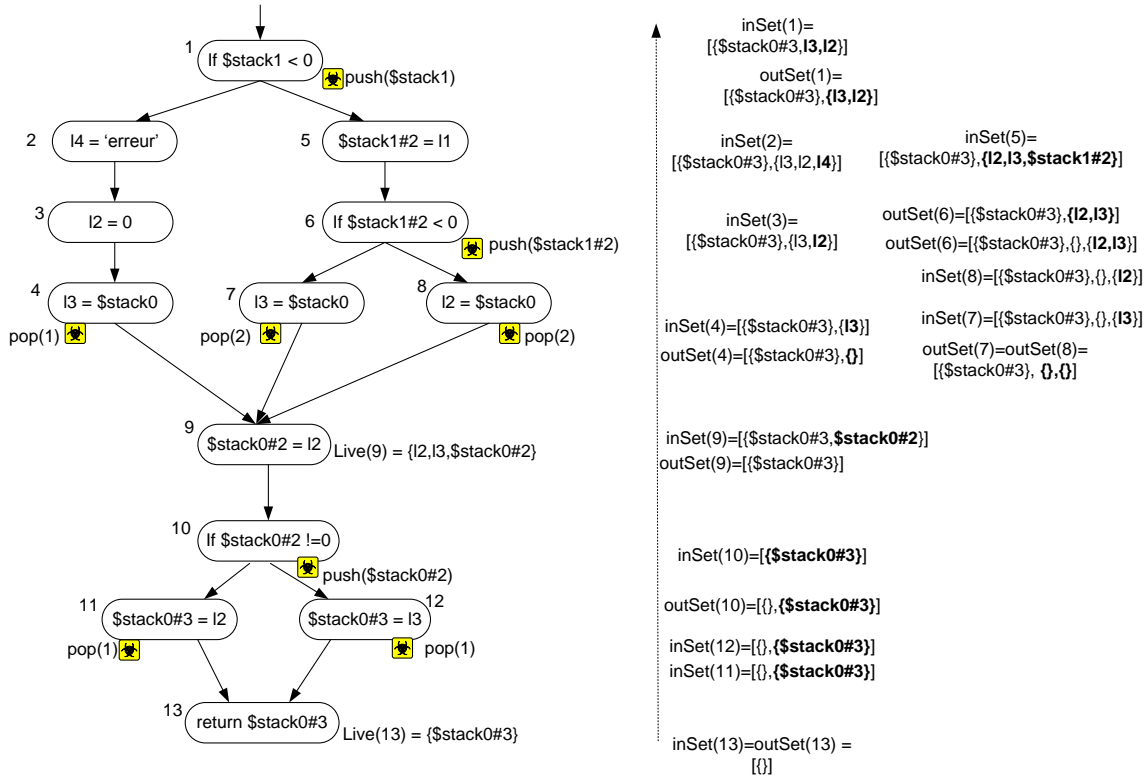 1
If $stack1 < 0
push($stack1)
2
l4 = ‘erreur’
5
$stack1#2 = l1
3
l2 = 0
6
If $stack1#2 < 0
push($stack1#2)
4
l3 = $stack0
pop(1)
7
l3 = $stack0
pop(2)
8
l2 = $stack0
pop(2)
9
$stack0#2 = l2
Live(9) = {l2,l3,$stack0#2}
10
If $stack0#2 !=0
push($stack0#2)
11
$stack0#3 = l2
pop(1)
12
$stack0#3 = l3
pop(1)
13
return $stack0#3
Live(13) = {$stack0#3}
inSet(1)=
[{$stack0#3,l3,l2}]
outSet(1)=
[{$stack0#3},{l3,l2}]
inSet(2)=
[{$stack0#3},{l3,l2,l4}]
inSet(5)=
[{$stack0#3},{l2,l3,$stack1#2}]
inSet(3)=
[{$stack0#3},{l3,l2}]
outSet(6)=[{$stack0#3},{l2,l3}]
outSet(6)=[{$stack0#3},{},{l2,l3}]
inSet(8)=[{$stack0#3},{},{l2}]
inSet(4)=[{$stack0#3},{l3}]
outSet(4)=[{$stack0#3},{}]
inSet(7)=[{$stack0#3},{},{l3}]
outSet(7)=outSet(8)=
[{$stack0#3}, {},{}]
inSet(9)=[{$stack0#3,$stack0#2}]
outSet(9)=[{$stack0#3}]
inSet(10)=[{$stack0#3}]
outSet(10)=[{},{$stack0#3}]
inSet(12)=[{},{$stack0#3}]
inSet(11)=[{},{$stack0#3}]
inSet(13)=outSet(13) =
[{}]